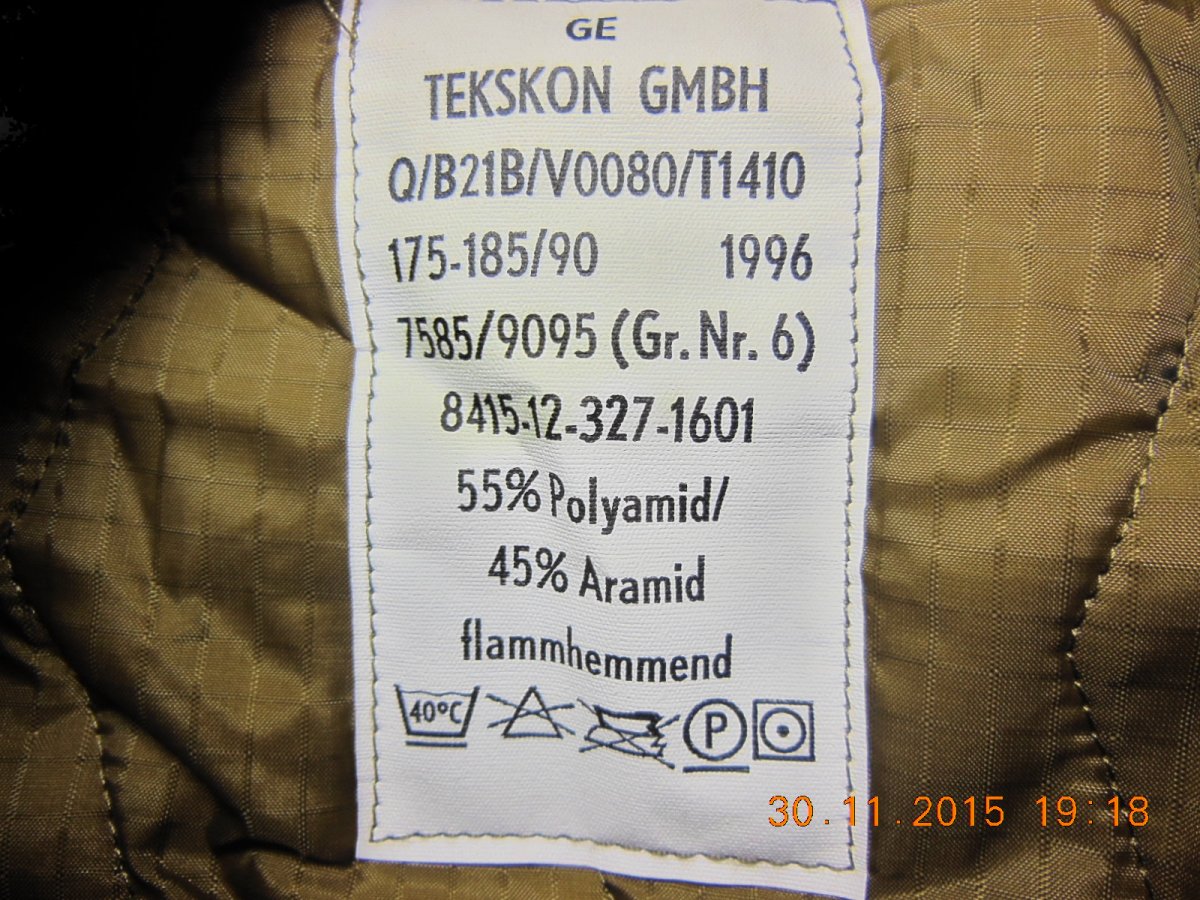 GE
TEKSKON GMBH
Q/B21B/V0080/T1410
175-185/90 1996
7585/9095 (Gr. Nr. 6)
8415-12-327-1601
55% Polyamid/
45% Aramid
flammhemmend
40°C P
30.11.2015 19:18